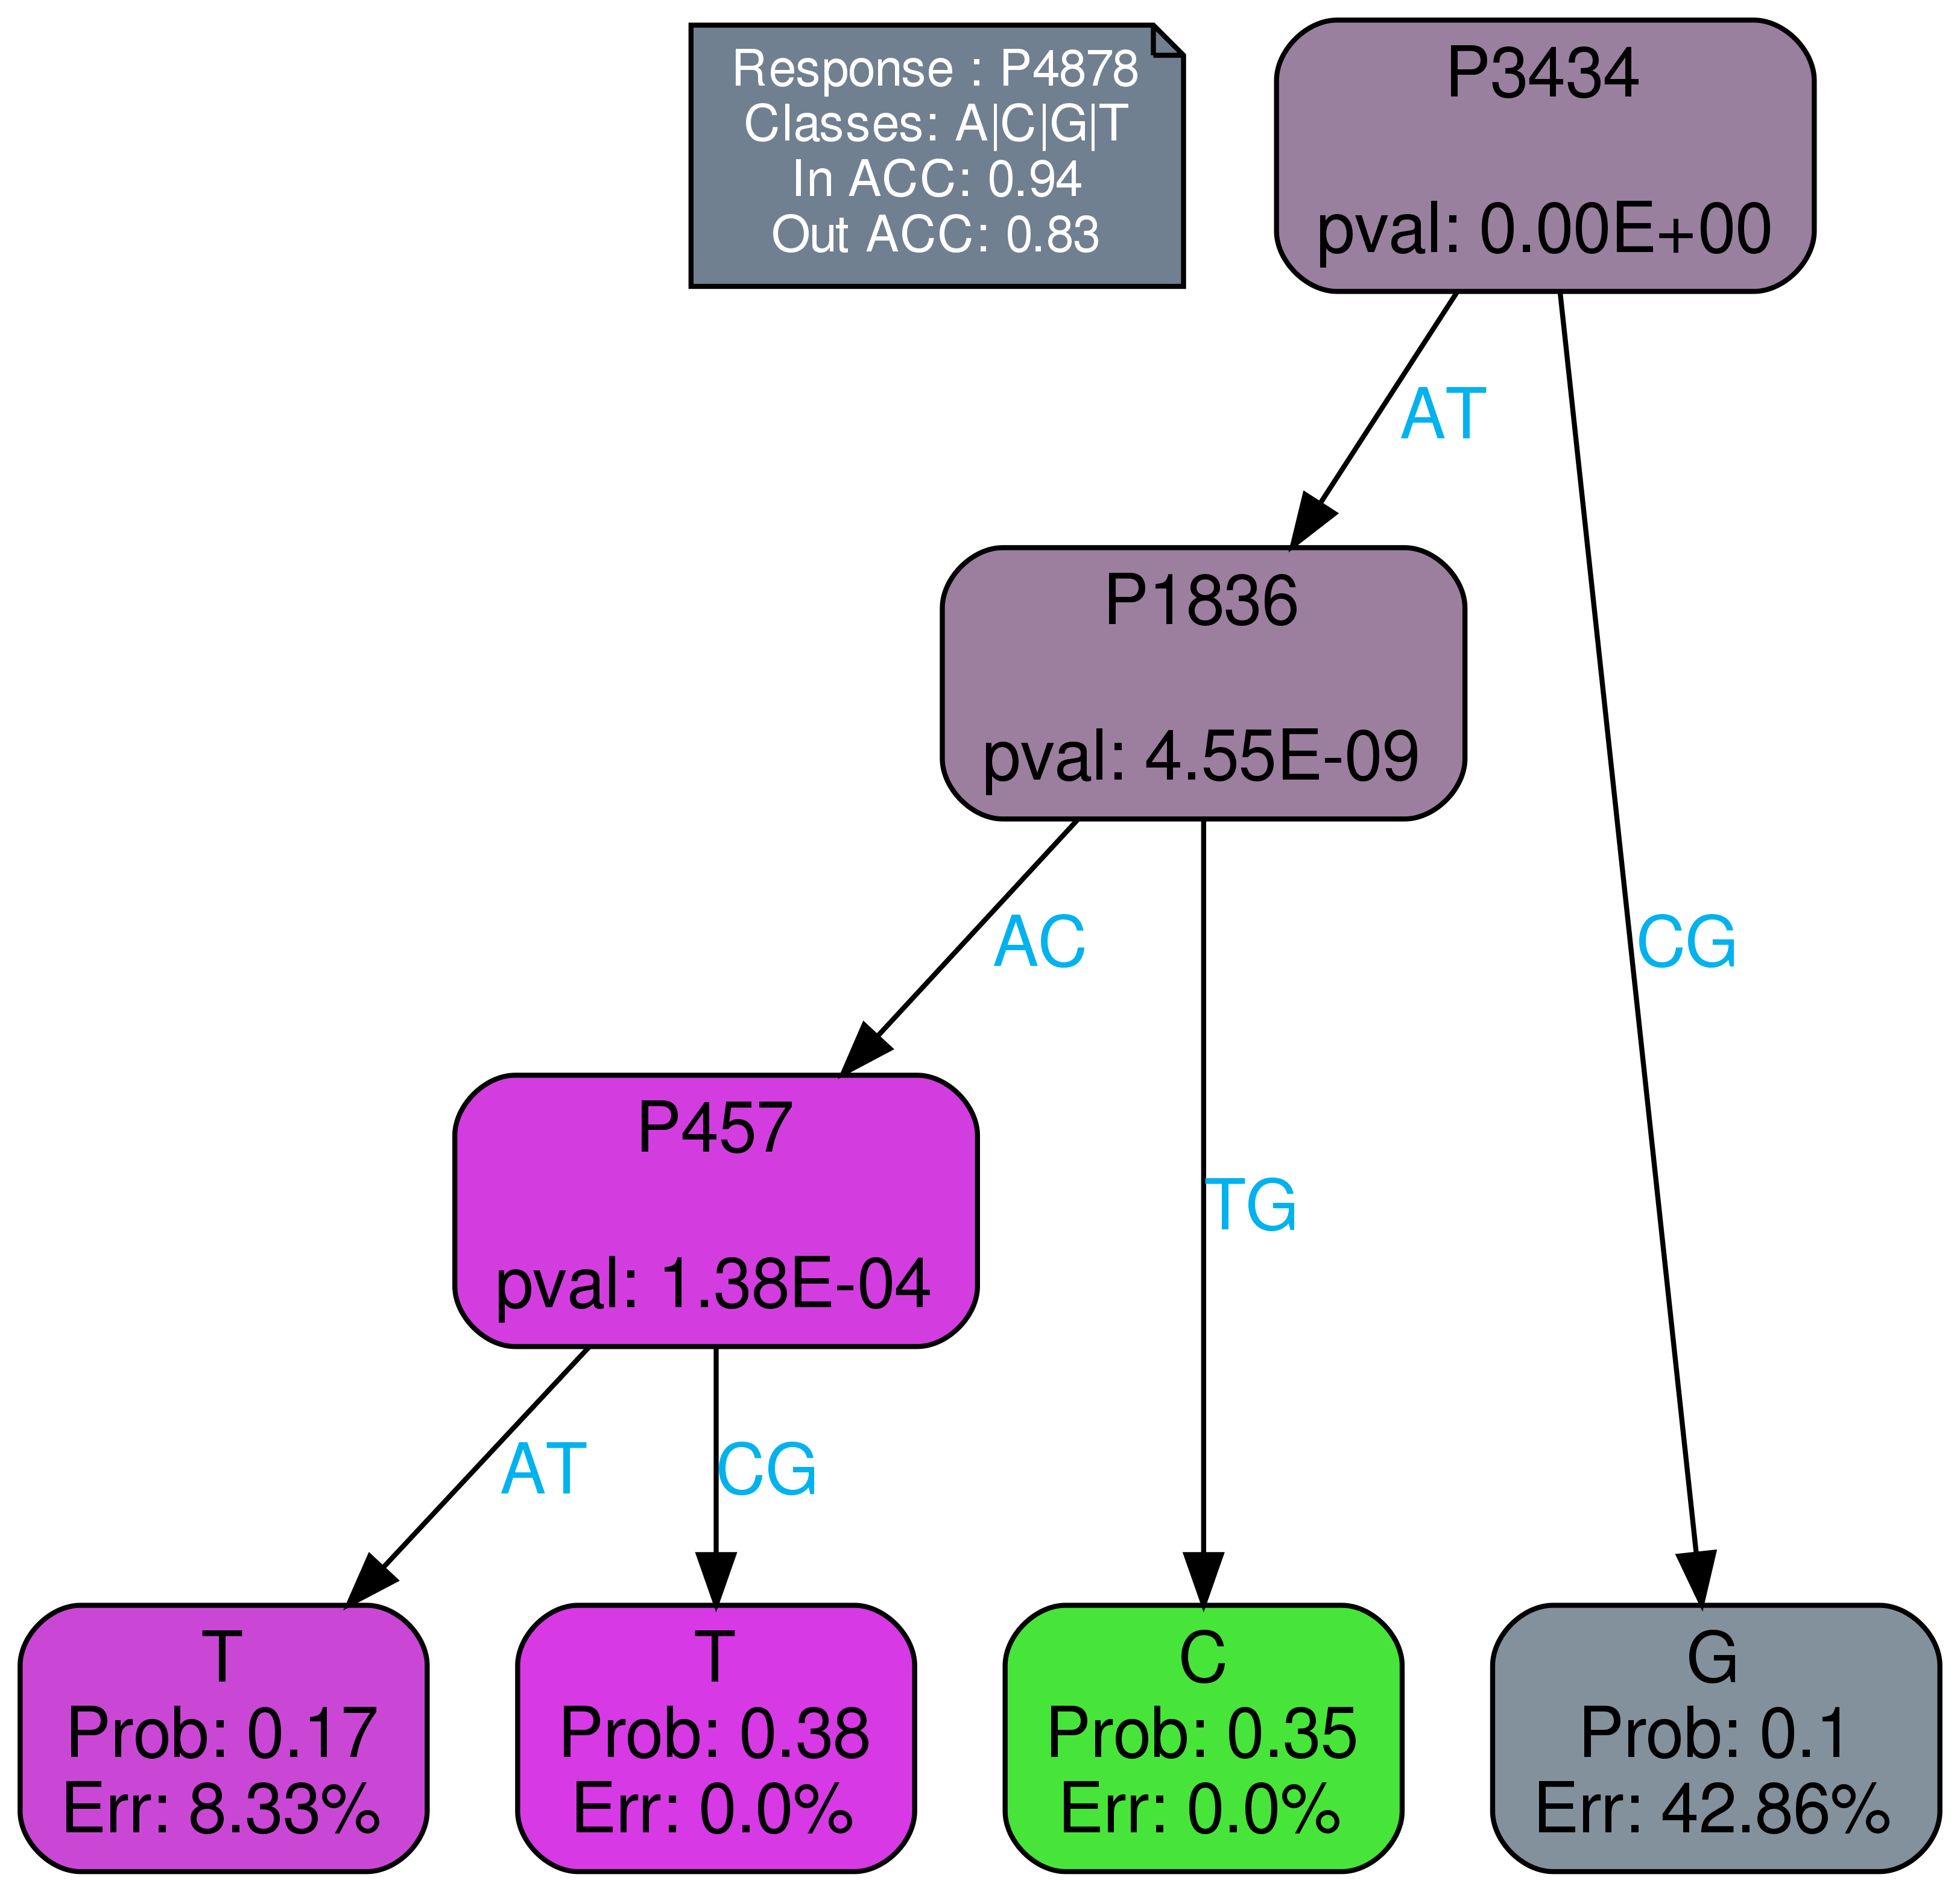 Response : P4878
Classes: A|C|G|T
In ACC: 0.94
Out ACC: 0.83
P3434
pval: 0.00E+00
AT
P1836
pval: 4.55E-09
AC
CG
P457
pval: 1.38E-04
TG
AT
CG
T
Prob: 0.17
Err: 8.33%
T
Prob: 0.38
Err: 0.0%
C
Prob: 0.35
Err: 0.0%
G
Prob: 0.1
Err: 42.86%